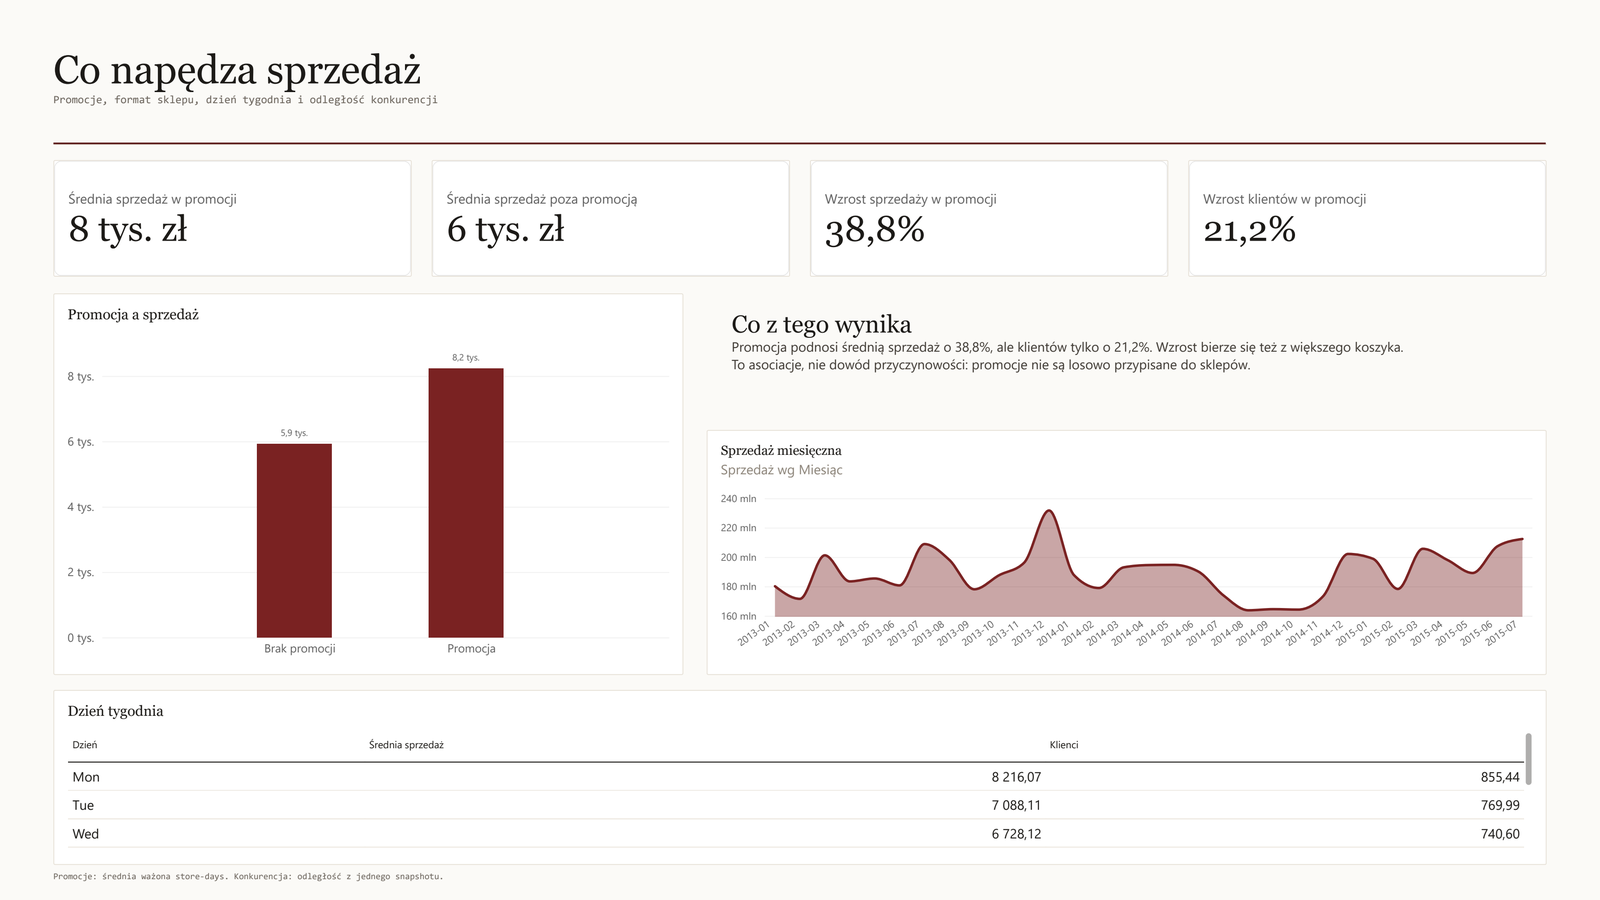 Co napędza sprzedaż
Promocje, format sklepu, dzień tygodnia i odległość konkurencji
Średnia sprzedaż w promocji
8 tys. zł
Średnia sprzedaż poza promocją
6 tys. zł
Wzrost sprzedaży w promocji
38,8%
Wzrost klientów w promocji
21,2%
Promocja a sprzedaż
8 tys.
6 tys.
4 tys.
2 tys.
0 tys.
5,9 tys.
8,2 tys.
Brak promocji
Promocja
Co z tego wynika
Promocja podnosi średnią sprzedaż o 38,8%, ale klientów tylko o 21,2%. Wzrost bierze się też z większego koszyka.
To asocjacje, nie dowód przyczynowości: promocje nie są losowo przypisane do sklepów.
Sprzedaż miesięczna
Sprzedaż wg Miesiąc
240 mln
220 mln
200 mln
180 mln
160 mln
2013-01
2013-02
2013-03
2013-04
2013-05
2013-06
2013-07
2013-08
2013-09
2013-10
2013-11
2013-12
2014-01
2014-02
2014-03
2014-04
2014-05
2014-06
2014-07
2014-08
2014-09
2014-10
2014-11
2014-12
2015-01
2015-02
2015-03
2015-04
2015-05
2015-06
2015-07
Dzień tygodnia
Dzień Średnia sprzedaż Klienci
Mon 8 216,07 855,44
Tue 7 088,11 769,99
Wed 6 728,12 740,60
Promocje: średnia ważona store-days. Konkurencja: odległość z jednego snapshotu.